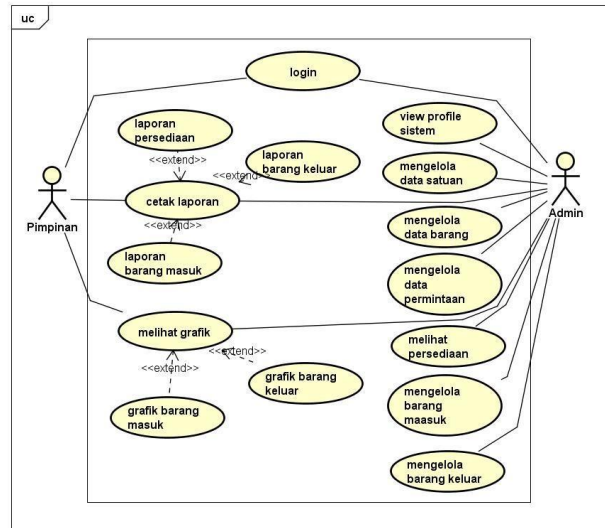 uc
login
laporan
persediaan
<<extend>>
laporan
barang keluar
<<extend>>
cetak laporan
<<extend>>
laporan
barang masuk
Pimpinan
melihat grafik
<<extend>>
<<extend>>
grafik barang
masuk
grafik barang
keluar
view profile
sistem
mengelola
data satuan
Admin
mengelola
data barang
mengelola
data
permintaan
melihat
persediaan
mengelola
barang
maasuk
mengelola
barang keluar